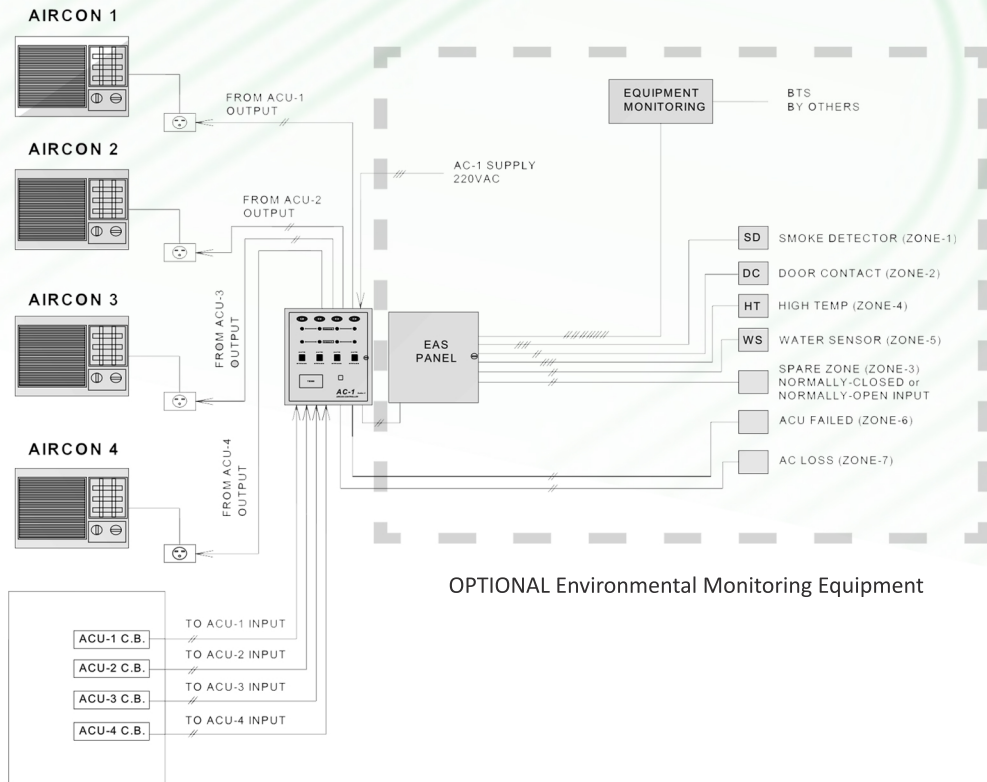 AIRCON 1
FROM ACU-1
OUTPUT
AIRCON 2
FROM ACU-2
OUTPUT
AIRCON 3
FROM ACU-3
OUTPUT
AIRCON 4
FROM ACU-4
OUTPUT
AC-1 SUPPLY
220VAC
EQUIPMENT
MONITORING
BTS
BY OTHERS
AC-1
EAS
PANEL
SD SMOKE DETECTOR (ZONE-1)
DC DOOR CONTACT (ZONE-2)
HT HIGH TEMP (ZONE-4)
WS WATER SENSOR (ZONE-5)
SPARE ZONE (ZONE-3)
NORMALLY-CLOSED or
NORMALLY-OPEN INPUT
ACU FAILED (ZONE-6)
AC LOSS (ZONE-7)
OPTIONAL Environmental Monitoring Equipment
ACU-1 C.B. TO ACU-1 INPUT
ACU-2 C.B. TO ACU-2 INPUT
ACU-3 C.B. TO ACU-3 INPUT
ACU-4 C.B. TO ACU-4 INPUT